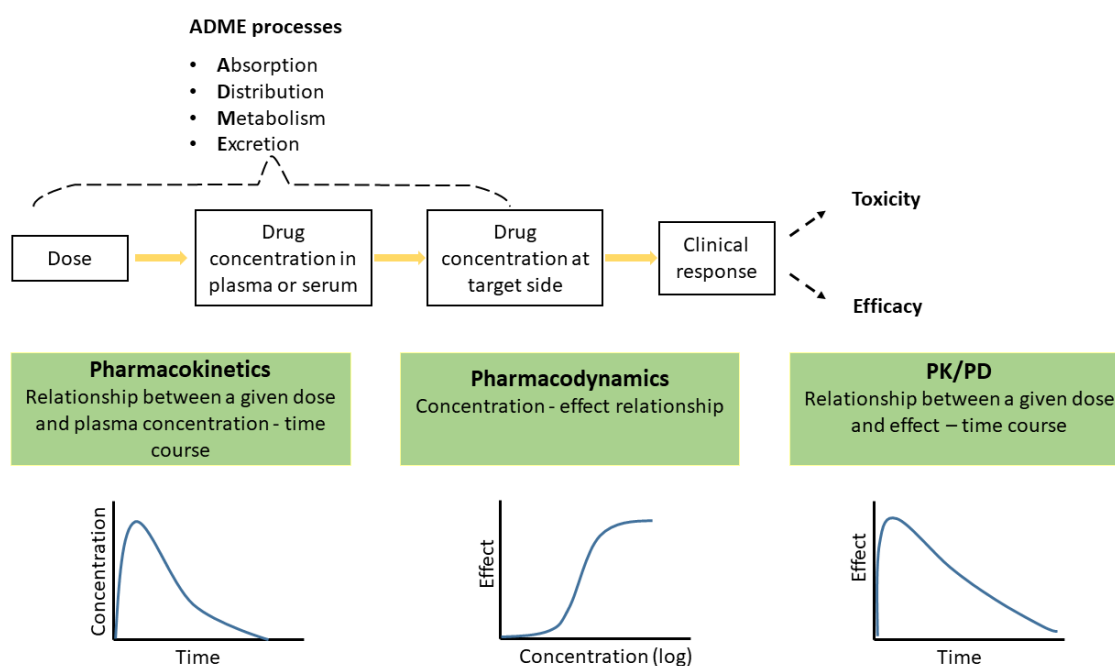 ADME processes
• Absorption
• Distribution
• Metabolism
• Excretion
Dose
Drug
concentration in
plasma or serum
Drug
concentration at
target side
Clinical
response
Toxicity
Efficacy
Pharmacokinetics
Relationship between a given dose
and plasma concentration - time
course
Pharmacodynamics
Concentration - effect relationship
PK/PD
Relationship between a given dose
and effect – time course
Concentration
Time
Effect
Concentration (log)
Effect
Time